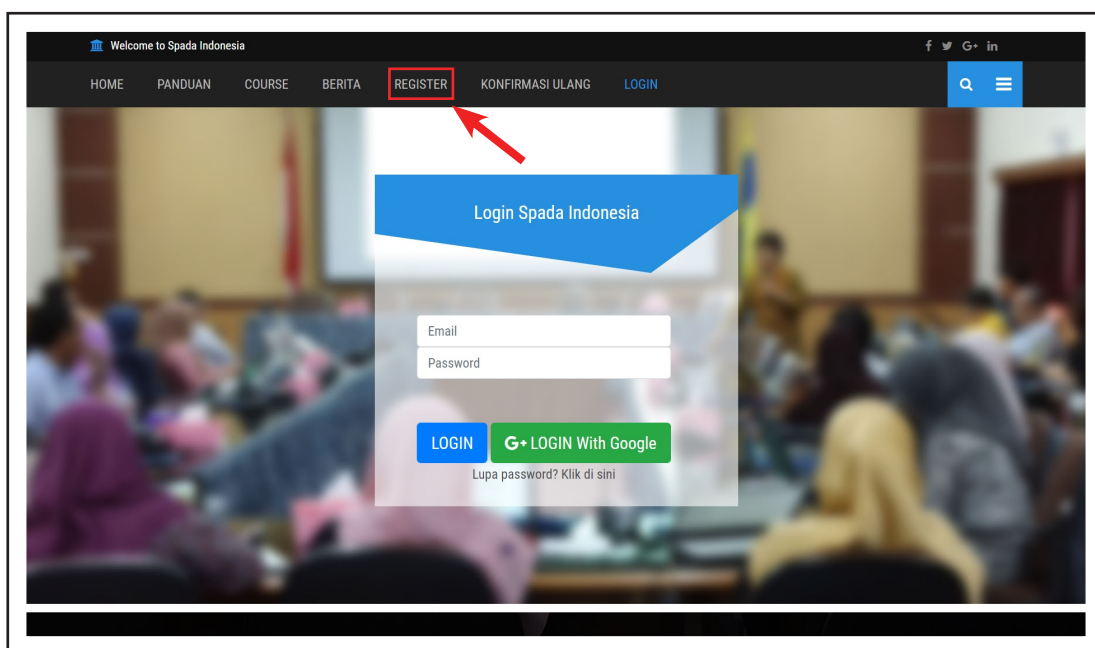 Welcome to Spada Indonesia
HOME PANDUAN COURSE BERITA REGISTER KONFIRMASI ULANG LOGIN
Login Spada Indonesia
Email
Password
LOGIN G+ LOGIN With Google
Lupa password? Klik di sini